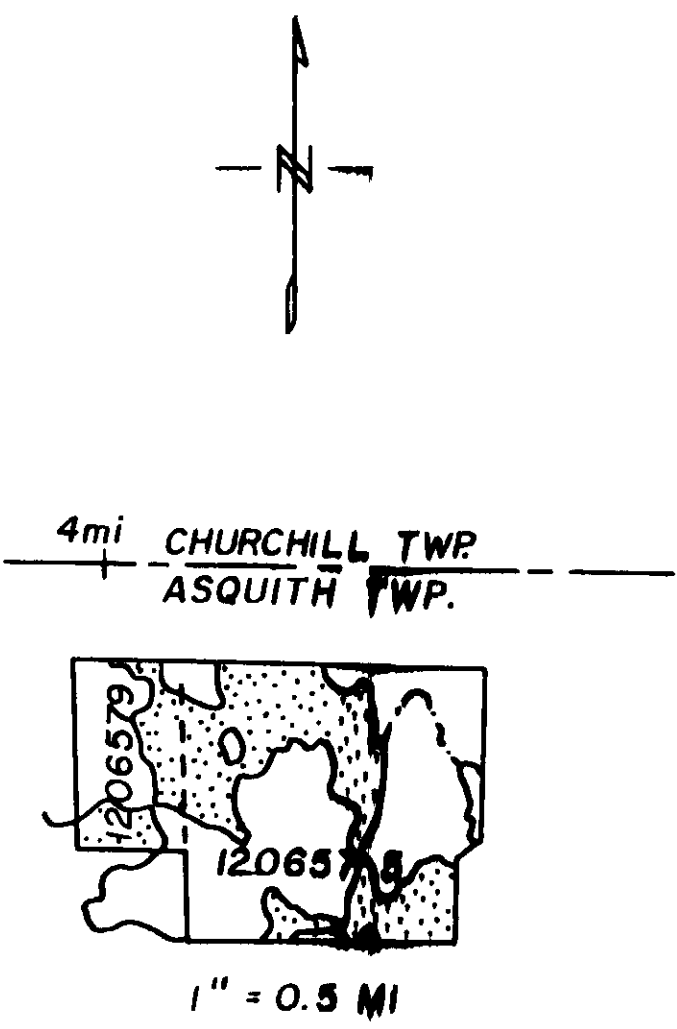 N
4mi
CHURCHILL TWP.
ASQUITH TWP.
1206579
1" = 0.5 MI